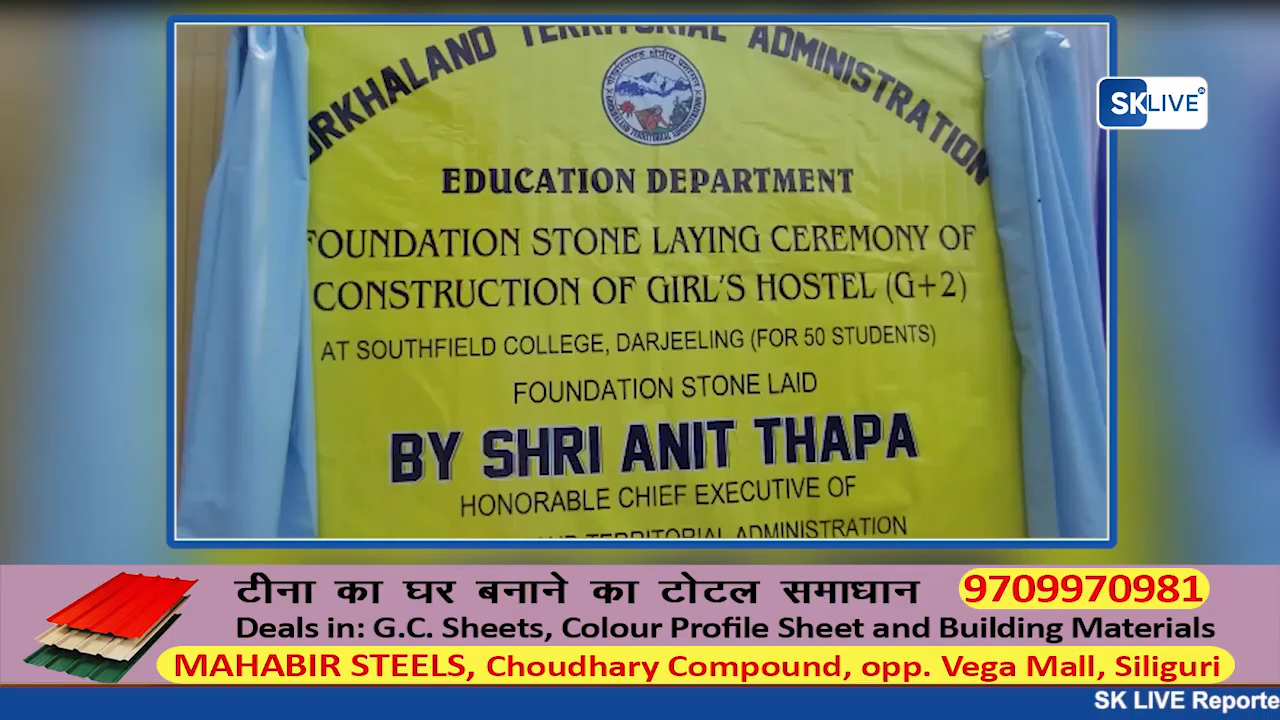 TERRITORIAL ADMINISTRATION
SK LIVE 24
EDUCATION DEPARTMENT
FOUNDATION STONE LAYING CEREMONY OF
CONSTRUCTION OF GIRL'S HOSTEL (G+2)
AT SOUTHFIELD COLLEGE, DARJEELING (FOR 50 STUDENTS)
FOUNDATION STONE LAID
BY SHRI ANIT THAPA
HONORABLE CHIEF EXECUTIVE OF
TERRITORIAL ADMINISTRATION
टीना का घर बनाने का टोटल समाधान 9709970981
Deals in: G.C. Sheets, Colour Profile Sheet and Building Materials
MAHABIR STEELS, Choudhary Compound, opp. Vega Mall, Siliguri
SK LIVE Reporte